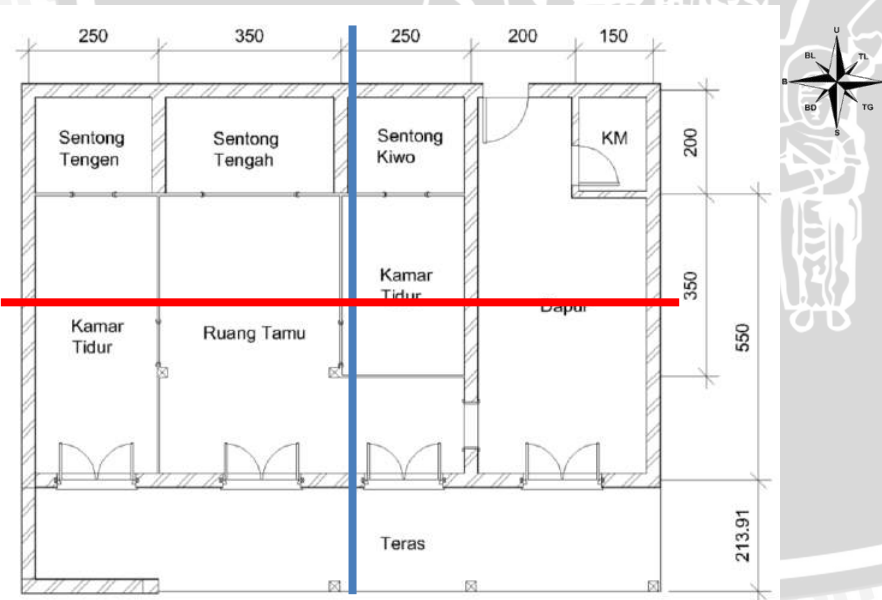 250 350 250 200 150
U
BL TL
B
BD TG
S
Sentong
Tengen
Sentong
Tengah
Sentong
Kiwo
KM
200
Kamar
Tidur
350
Dapur
Kamar
Tidur
Ruang Tamu
550
Teras
213.91